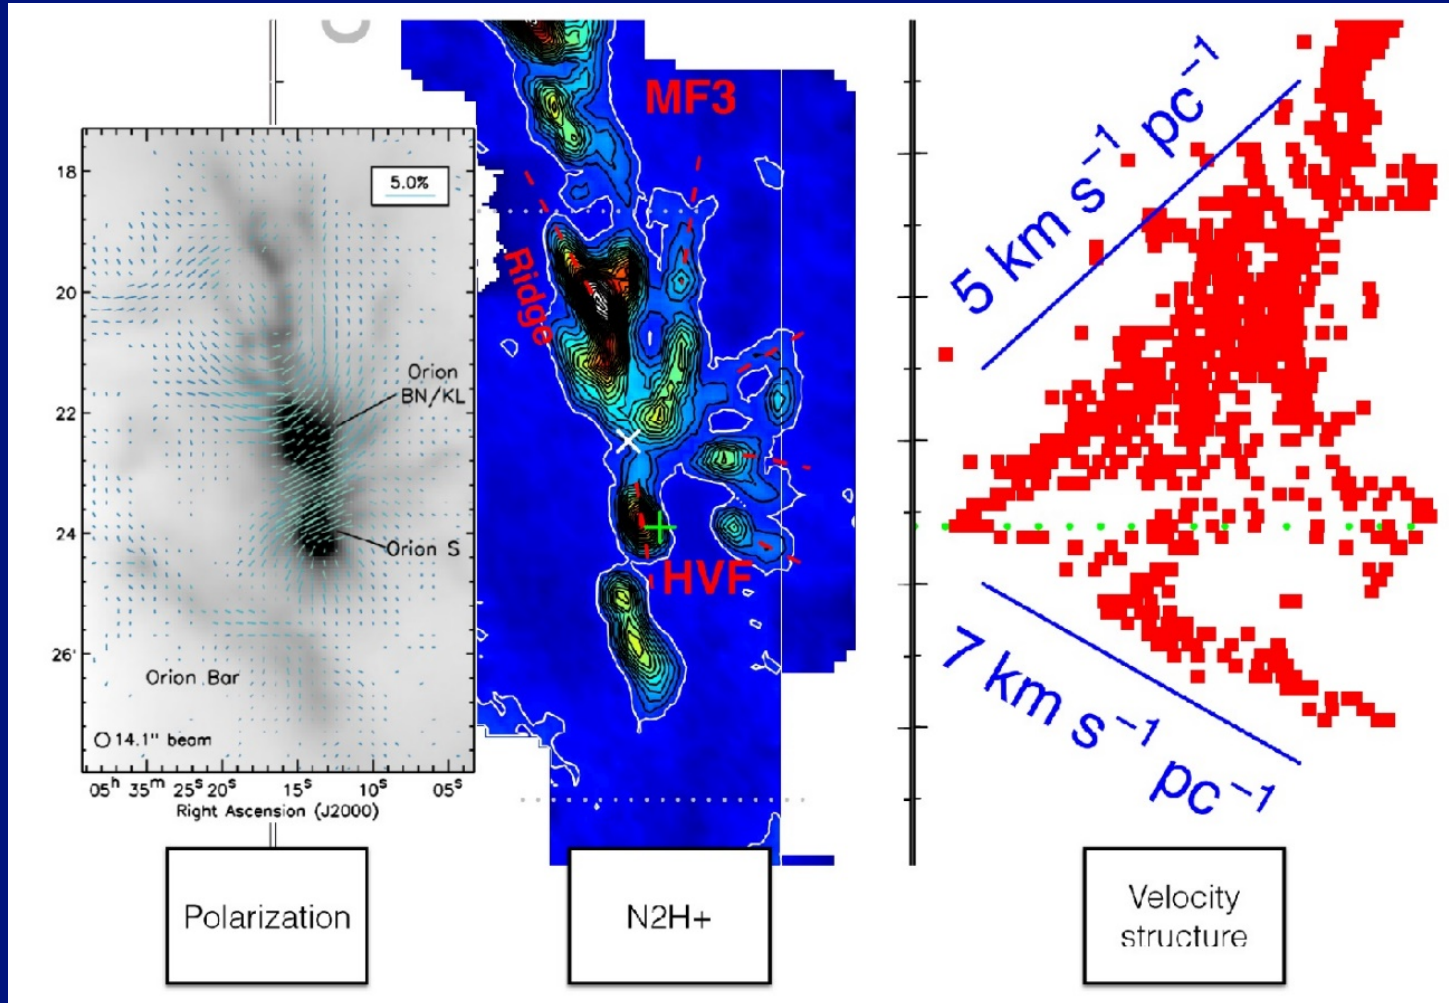 18
5.0%
20
22
24
26'
Orion
BN/KL
Orion S
Orion Bar
14.1" beam
05ʰ 35ᵐ 25ˢ 20ˢ 15ˢ 10ˢ 05ˢ
Right Ascension (J2000)
MF3
Ridge
HVF
5 km s⁻¹ pc⁻¹
7 km s⁻¹ pc⁻¹
Polarization
N2H+
Velocity
structure